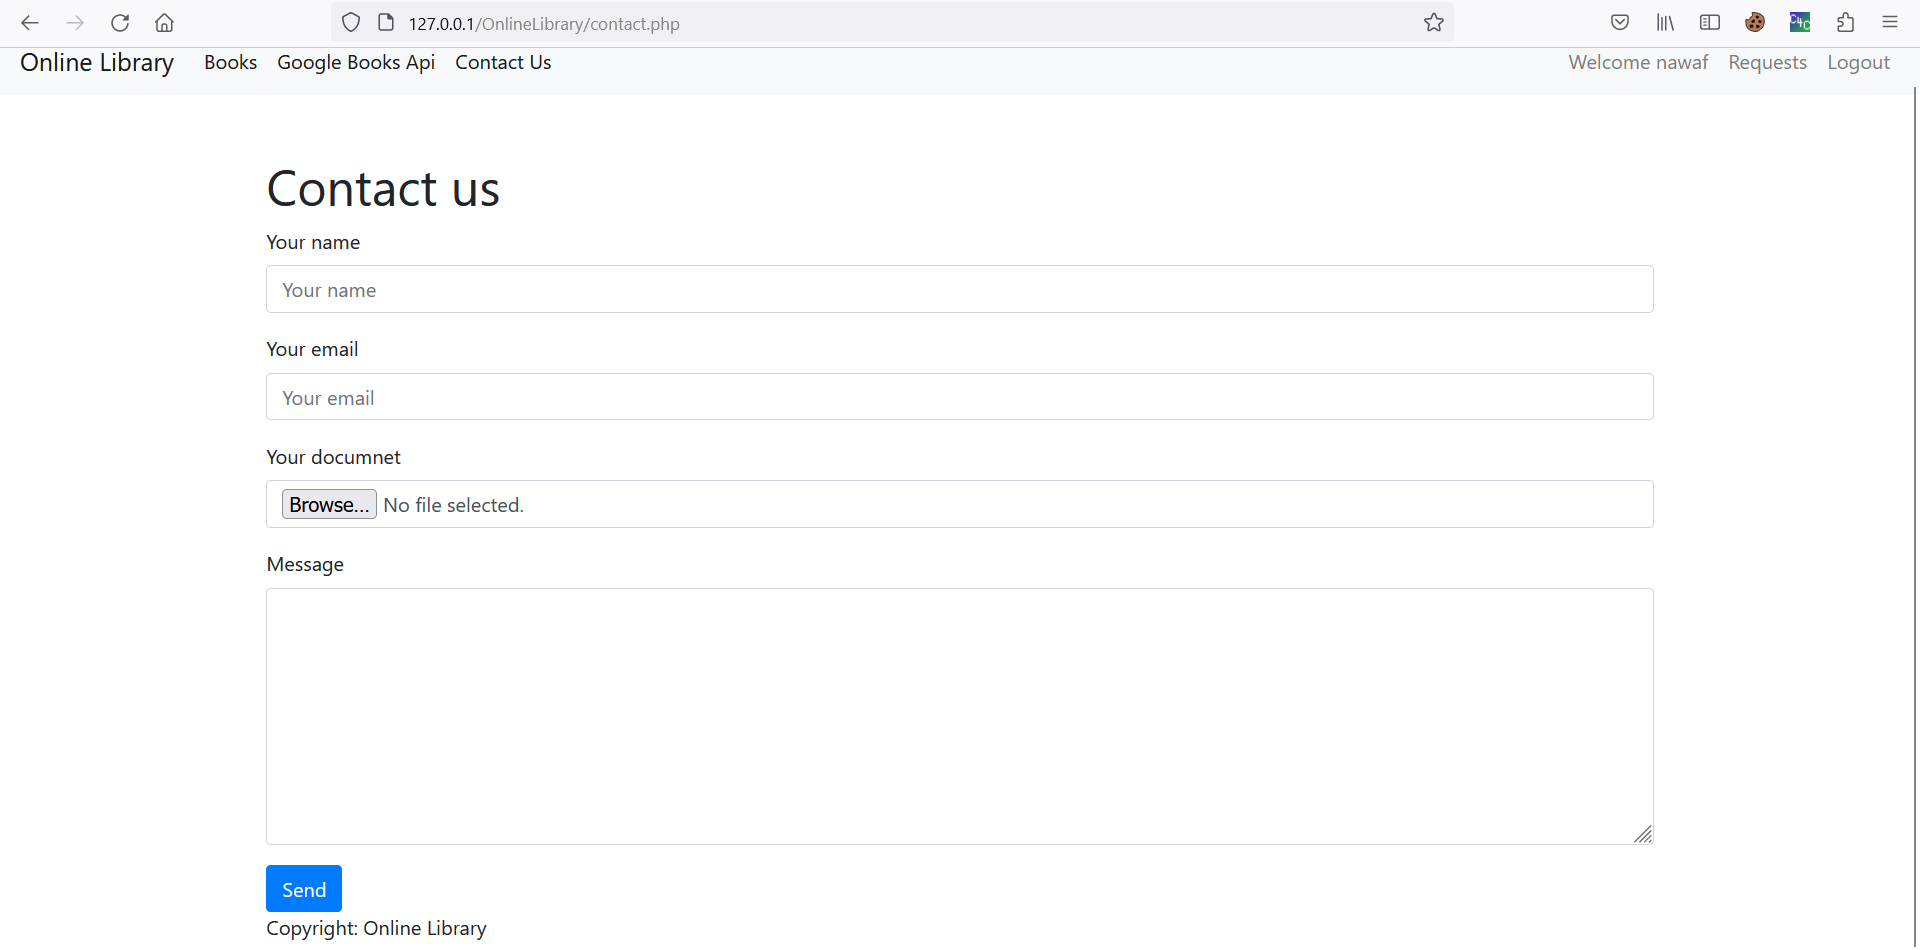 127.0.0.1/OnlineLibrary/contact.php
Online Library Books Google Books Api Contact Us Welcome nawaf Requests Logout
Contact us
Your name
Your name
Your email
Your email
Your documnet
Browse... No file selected.
Message
Send
Copyright: Online Library